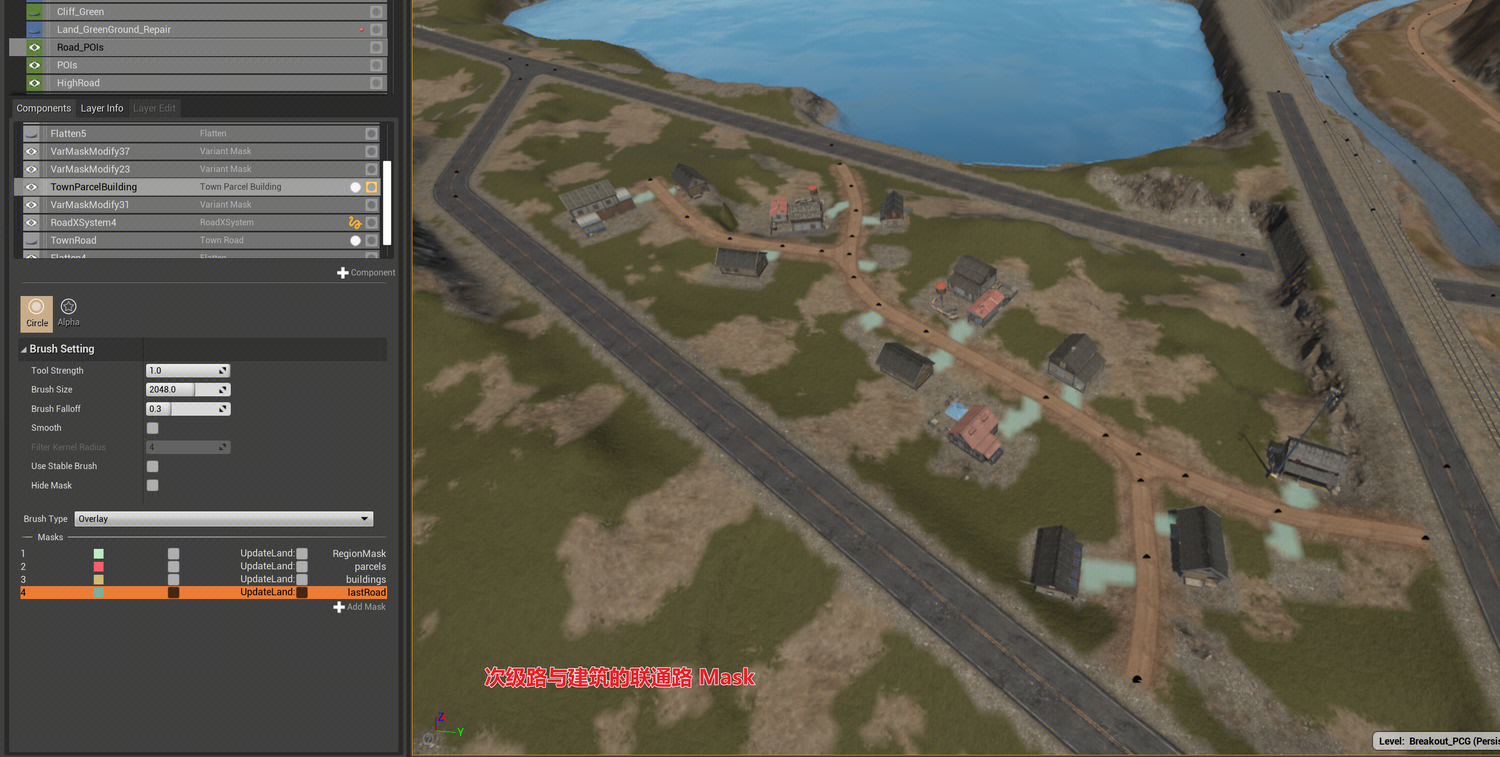 Cliff_Green
Land_GreenGround_Repair
Road_POIs
POIs
HighRoad
Components Layer Info Layer Edit
Flatten5 Flatten
VarMaskModify37 Variant Mask
VarMaskModify23 Variant Mask
TownParcelBuilding Town Parcel Building
VarMaskModify31 Variant Mask
RoadXSystem4 RoadXSystem
TownRoad Town Road
Flatten4 Flatten
Component
Circle Alpha
Brush Setting
Tool Strength 1.0
Brush Size 2048.0
Brush Falloff 0.3
Smooth
Filter Kernel Radius 4
Use Stable Brush
Hide Mask
Brush Type Overlay
Masks
1 UpdateLand: RegionMask
2 UpdateLand: parcels
3 UpdateLand: buildings
4 UpdateLand: lastRoad
Add Mask
次级路与建筑的联通路 Mask
Z
Y
Level: Breakout_PCG (Persis